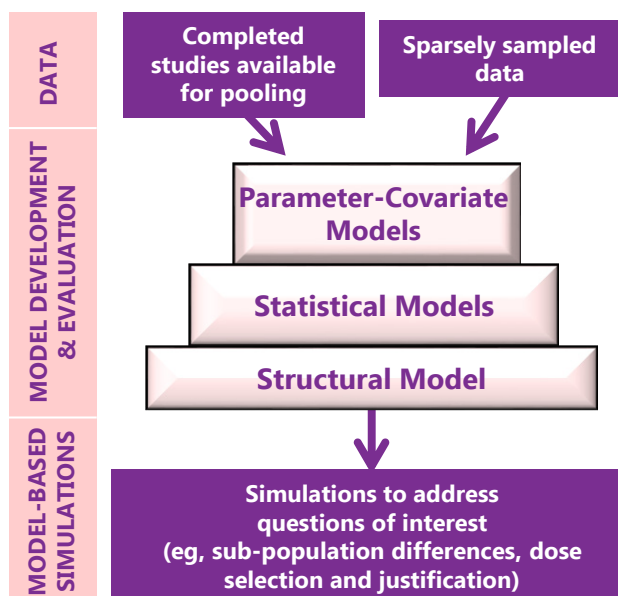 DATA
Completed
studies available
for pooling
Sparsely sampled
data
MODEL DEVELOPMENT
& EVALUATION
Parameter-Covariate
Models
Statistical Models
Structural Model
MODEL-BASED
SIMULATIONS
Simulations to address
questions of interest
(eg, sub-population differences, dose
selection and justification)